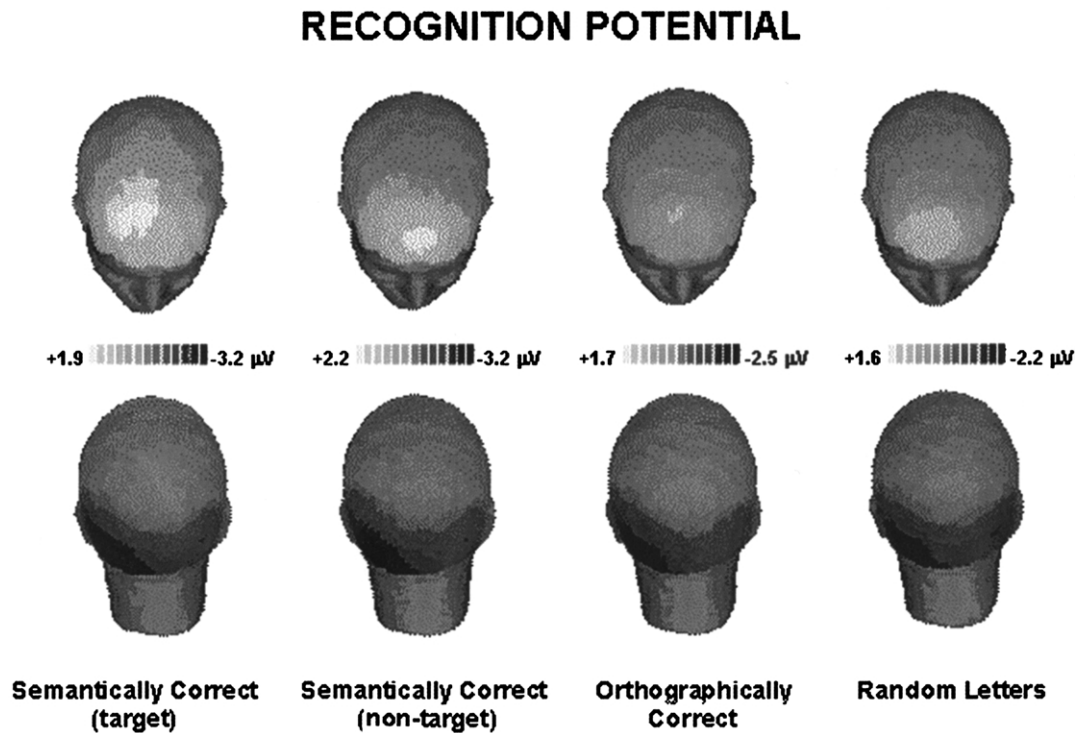 RECOGNITION POTENTIAL
+1.9 -3.2 µV +2.2 -3.2 µV +1.7 -2.5 µV +1.6 -2.2 µV
Semantically Correct Semantically Correct Orthographically Random Letters
(target) (non-target) Correct